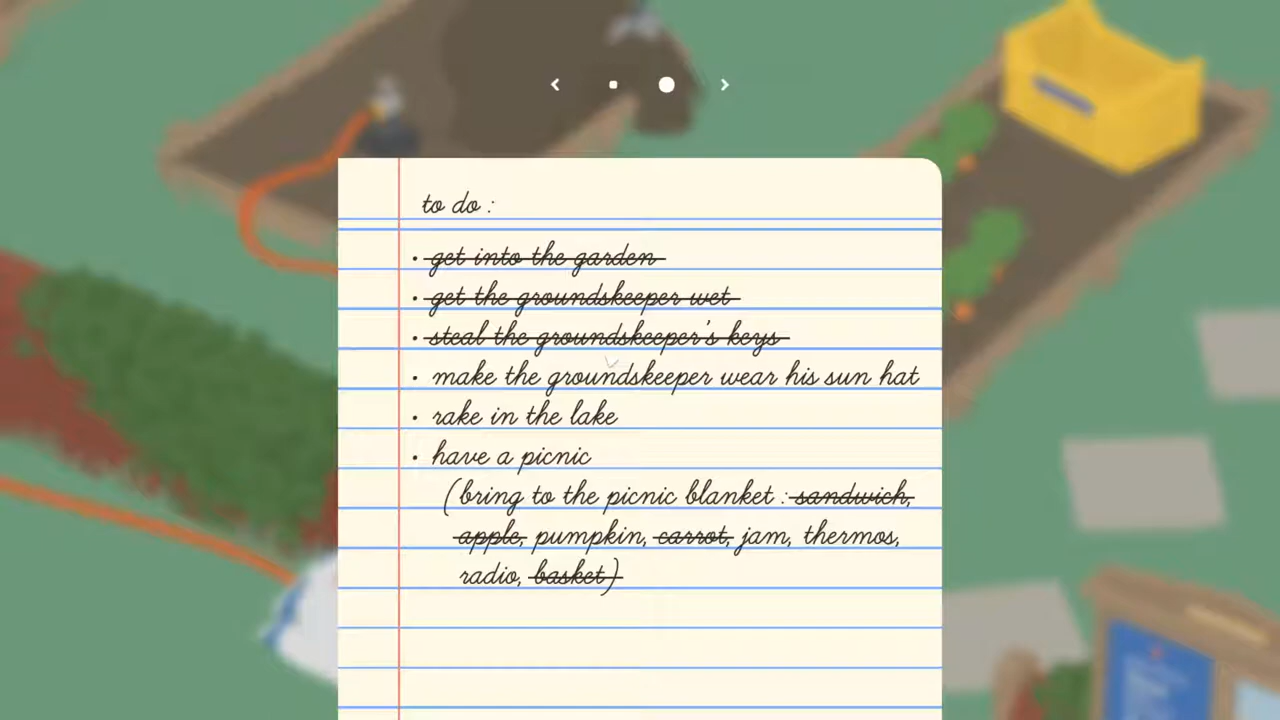 to do :
• get into the garden
• get the groundskeeper wet
• steal the groundskeeper's keys
• make the groundskeeper wear his sun hat
• rake in the lake
• have a picnic
(bring to the picnic blanket : sandwich,
apple, pumpkin, carrot, jam, thermos,
radio, basket)